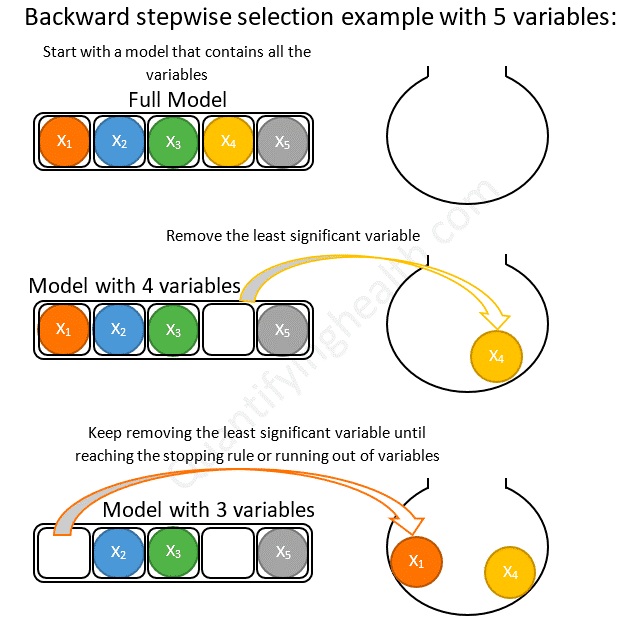 Backward stepwise selection example with 5 variables:
Start with a model that contains all the
variables
Full Model
X₁ X₂ X₃ X₄ X₅
Remove the least significant variable
Model with 4 variables
X₁ X₂ X₃ X₅
X₄
Keep removing the least significant variable until
reaching the stopping rule or running out of variables
Model with 3 variables
X₂ X₃ X₅
X₁ X₄
Quantifyinghealth.com